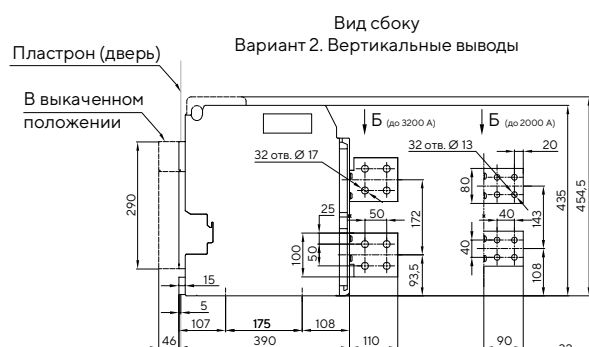 Вид сбоку
Вариант 2. Вертикальные выводы
Пластрон (дверь)
В выкаченном
положении
Б (до 3200 А)
Б (до 2000 А)
32 отв. Ø 17
32 отв. Ø 13
20
290
25
50
172
80
40
143
435
454,5
100
50
93,5
40
108
15
5
107
175
108
46
390
110
90